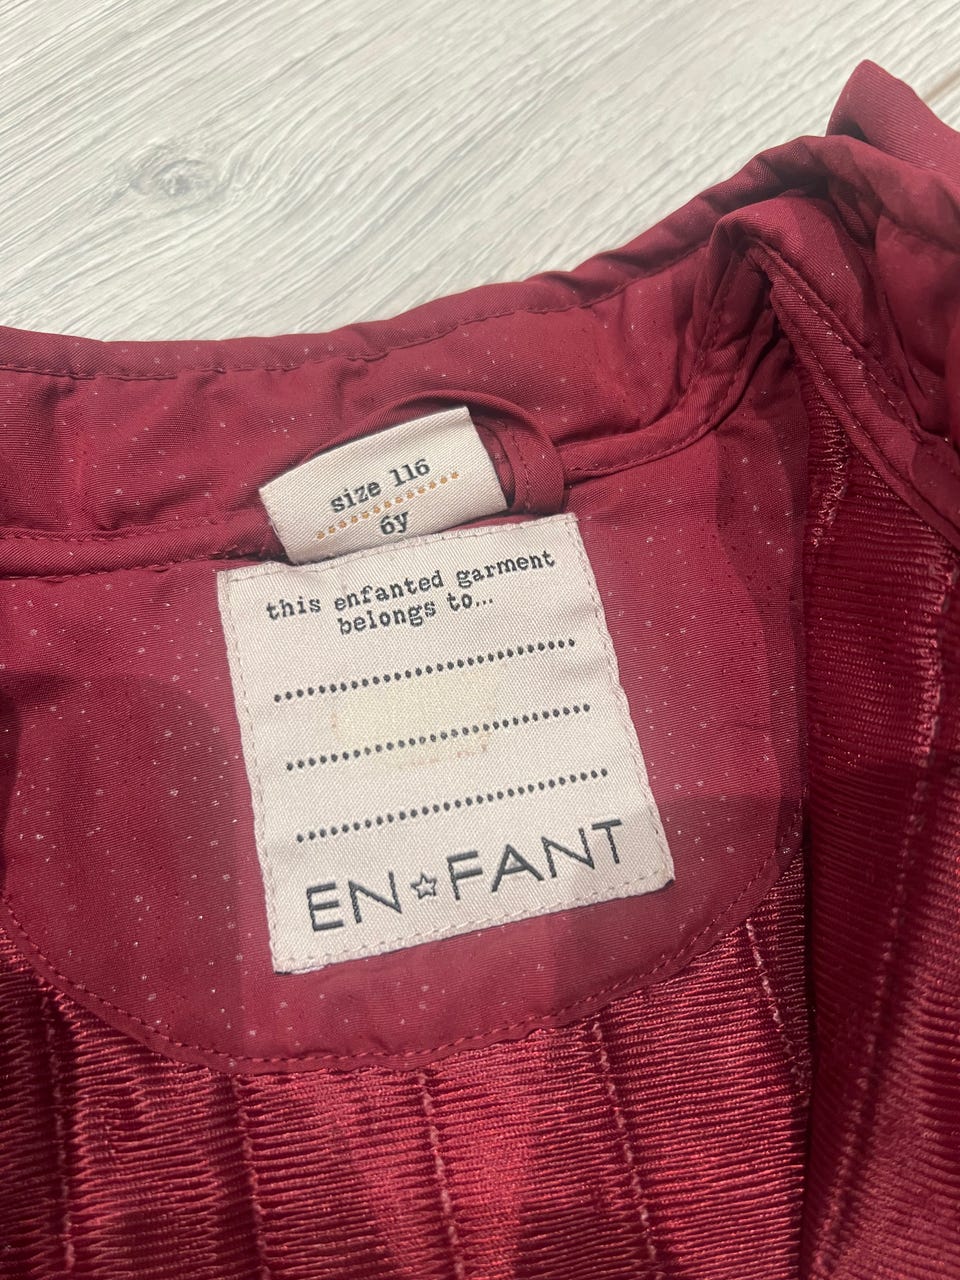 size 116
6y
this enfanted garment
belongs to...
EN☆FANT